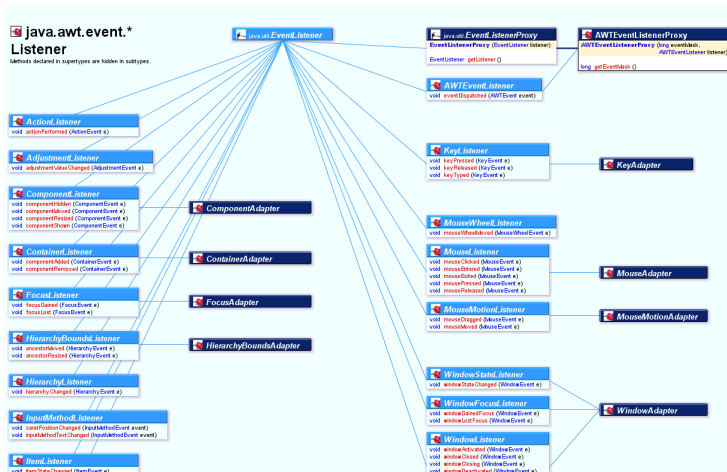 java.awt.event.*
Listener
Methods declared in supertypes are hidden in subtypes.
java.util.EventListener
java.util.EventListenerProxy
EventListenerProxy (EventListener listener)
EventListener getListener ()
AWTEventListenerProxy
AWTEventListenerProxy (long eventMask,
AWTEventListener listener)
long getEventMask ()
AWTEventListener
void eventDispatched (AWTEvent event)
ActionListener
void actionPerformed (ActionEvent e)
AdjustmentListener
void adjustmentValueChanged (AdjustmentEvent e)
ComponentListener
void componentHidden (ComponentEvent e)
void componentMoved (ComponentEvent e)
void componentResized (ComponentEvent e)
void componentShown (ComponentEvent e)
ComponentAdapter
ContainerListener
void componentAdded (ContainerEvent e)
void componentRemoved (ContainerEvent e)
ContainerAdapter
FocusListener
void focusGained (FocusEvent e)
void focusLost (FocusEvent e)
FocusAdapter
HierarchyBoundsListener
void ancestorMoved (HierarchyEvent e)
void ancestorResized (HierarchyEvent e)
HierarchyBoundsAdapter
HierarchyListener
void hierarchyChanged (HierarchyEvent e)
InputMethodListener
void caretPositionChanged (InputMethodEvent event)
void inputMethodTextChanged (InputMethodEvent event)
ItemListener
void itemStateChanged (ItemEvent e)
KeyListener
void keyPressed (KeyEvent e)
void keyReleased (KeyEvent e)
void keyTyped (KeyEvent e)
KeyAdapter
MouseWheelListener
void mouseWheelMoved (MouseWheelEvent e)
MouseListener
void mouseClicked (MouseEvent e)
void mouseEntered (MouseEvent e)
void mouseExited (MouseEvent e)
void mousePressed (MouseEvent e)
void mouseReleased (MouseEvent e)
MouseAdapter
MouseMotionListener
void mouseDragged (MouseEvent e)
void mouseMoved (MouseEvent e)
MouseMotionAdapter
WindowStateListener
void windowStateChanged (WindowEvent e)
WindowFocusListener
void windowGainedFocus (WindowEvent e)
void windowLostFocus (WindowEvent e)
WindowAdapter
WindowListener
void windowActivated (WindowEvent e)
void windowClosed (WindowEvent e)
void windowClosing (WindowEvent e)
void windowDeactivated (WindowEvent e)